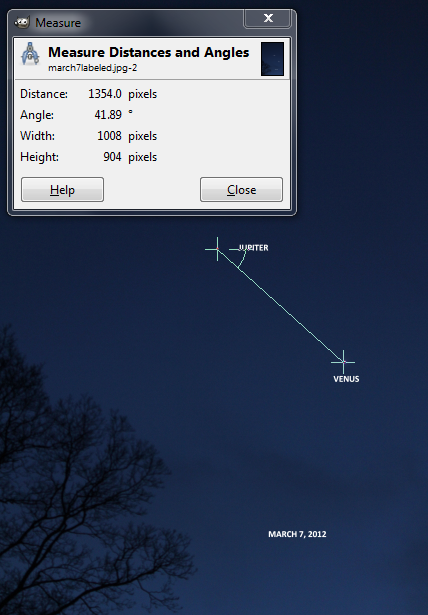 Measure
Measure Distances and Angles
march7labeled.jpg-2
Distance: 1354.0 pixels
Angle: 41.89 °
Width: 1008 pixels
Height: 904 pixels
Help Close
JUPITER
VENUS
MARCH 7, 2012